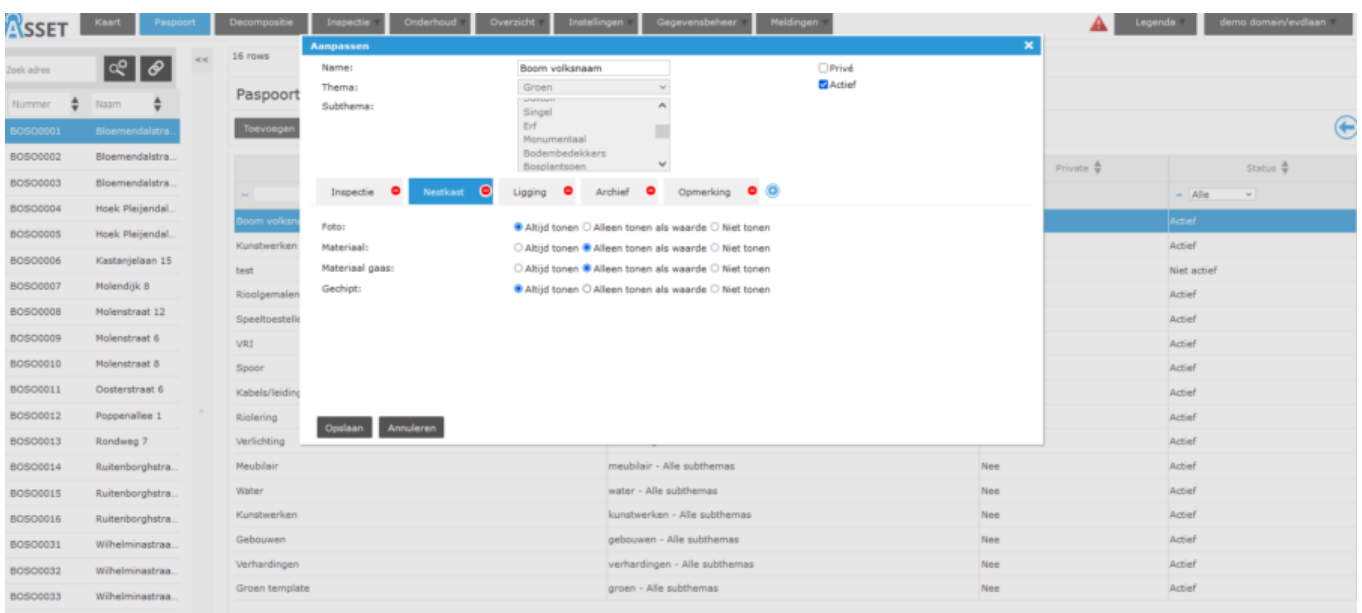 ASSET Kaart Paspoort Decompositie Inspectie Onderhoud Overzicht Instellingen Gegevensbeheer Meldingen Legenda demo domain/evdlaan
Zoek adres
<<
16 rows
Nummer Naam
BOSO0001 Bloemendalstra...
BOSO0002 Bloemendalstra...
BOSO0003 Bloemendalstra...
BOSO0004 Hoek Pleijendal...
BOSO0005 Hoek Pleijendal...
BOSO0006 Kastanjelaan 15
BOSO0007 Molendijk 8
BOSO0008 Molenstraat 12
BOSO0009 Molenstraat 6
BOSO0010 Molenstraat 8
BOSO0011 Oosterstraat 6
BOSO0012 Poppenallee 1
BOSO0013 Rondweg 7
BOSO0014 Ruitenborghstra...
BOSO0015 Ruitenborghstra...
BOSO0016 Ruitenborghstra...
BOSO0031 Wilhelminastraa...
BOSO0032 Wilhelminastraa...
BOSO0033 Wilhelminastraa...
Paspoort
Toevoegen
Aanpassen
Name: Boom volksnaam
Privé
Thema: Groen
Actief
Subthema:
Singel
Erf
Monumentaal
Bodembedekkers
Bosplantsoen
Inspectie Nestkast Ligging Archief Opmerking
Foto: Altijd tonen Alleen tonen als waarde Niet tonen
Materiaal: Altijd tonen Alleen tonen als waarde Niet tonen
Materiaal gaas: Altijd tonen Alleen tonen als waarde Niet tonen
Gechipt: Altijd tonen Alleen tonen als waarde Niet tonen
Opslaan Annuleren
Private Status
~ = Alle
Boom volksn Actief
Kunstwerken Actief
test Niet actief
Rioolgemalen Actief
Speeltoestelle Actief
VRI Actief
Spoor Actief
Kabels/leiding Actief
Riolering Actief
Verlichting Actief
Meubilair meubilair - Alle subthemas Nee Actief
Water water - Alle subthemas Nee Actief
Kunstwerken kunstwerken - Alle subthemas Nee Actief
Gebouwen gebouwen - Alle subthemas Nee Actief
Verhardingen verhardingen - Alle subthemas Nee Actief
Groen template groen - Alle subthemas Nee Actief